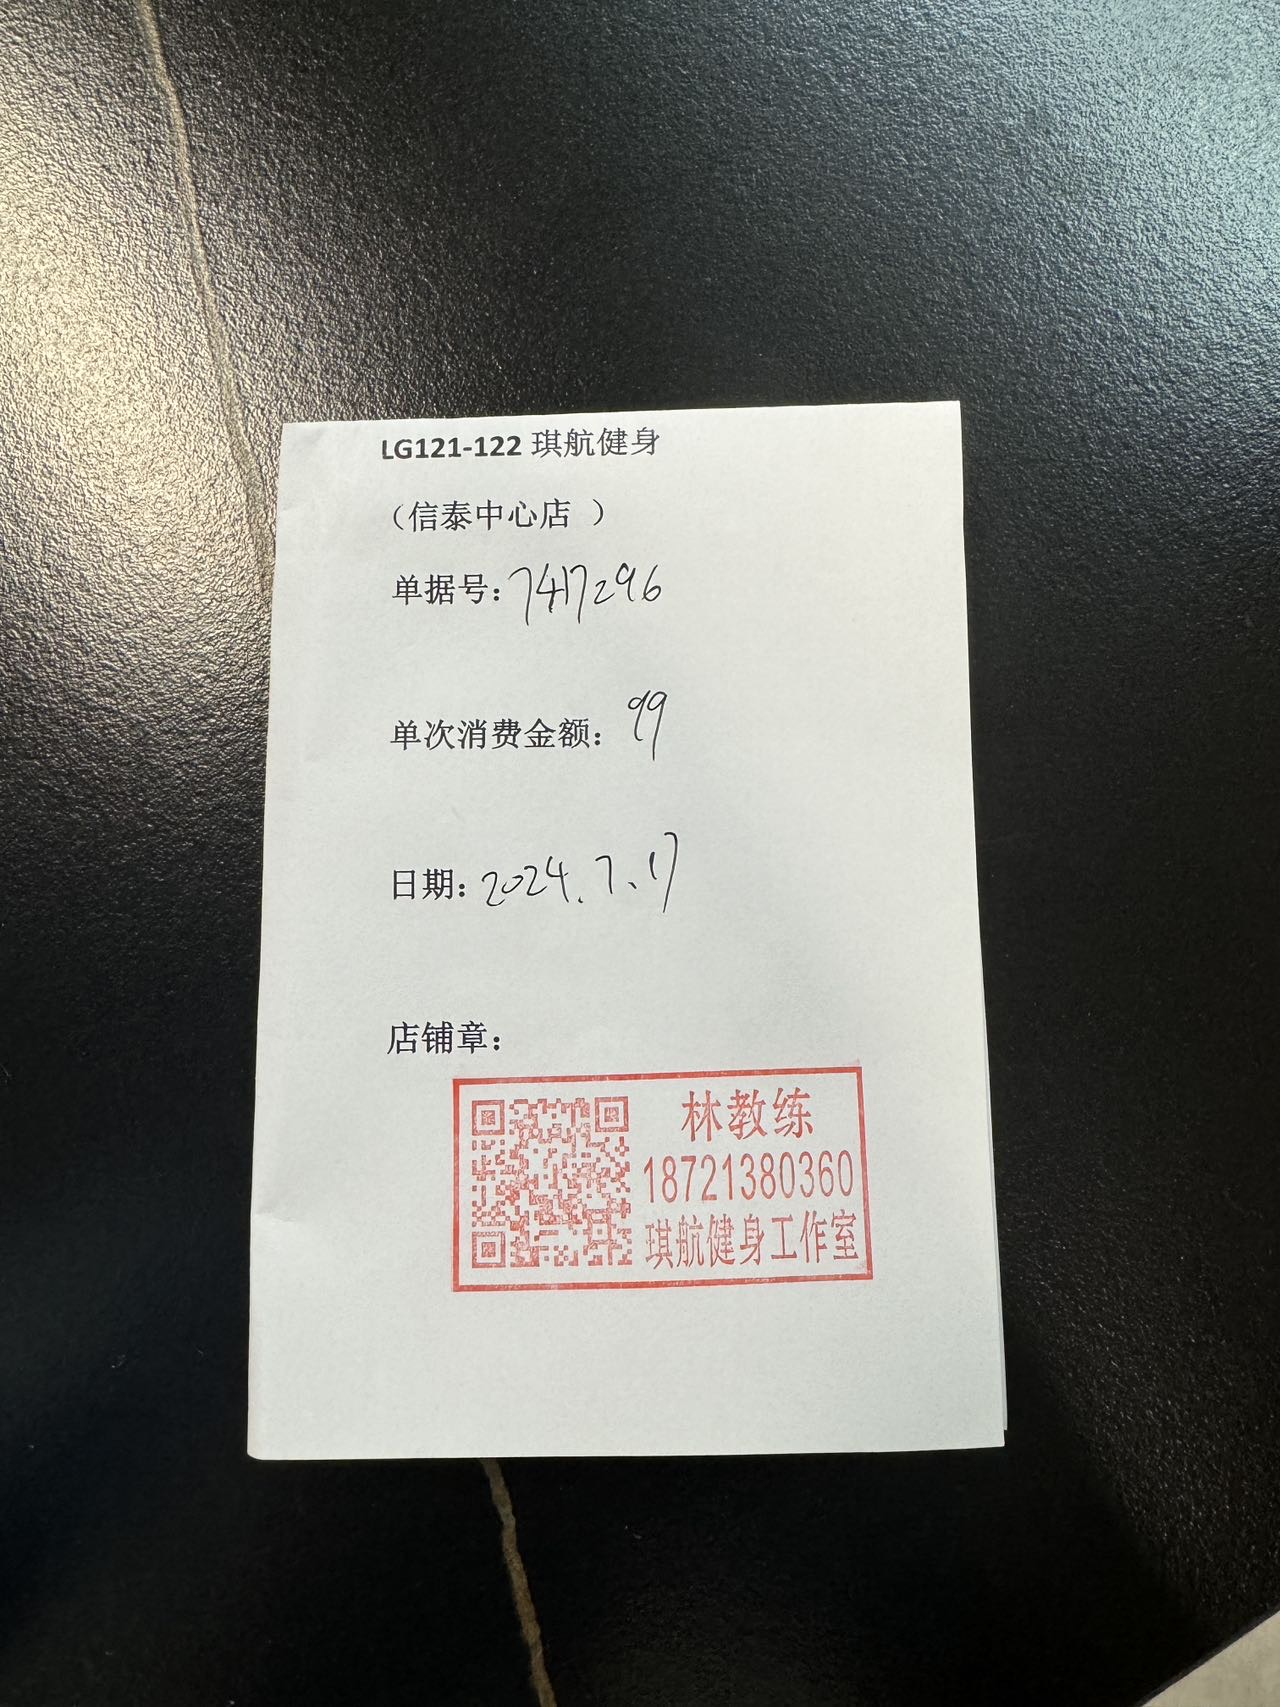 LG121-122 琪航健身
（信泰中心店 ）
单据号：7417296
单次消费金额：99
日期：2024.7.17
店铺章：
林教练
18721380360
琪航健身工作室